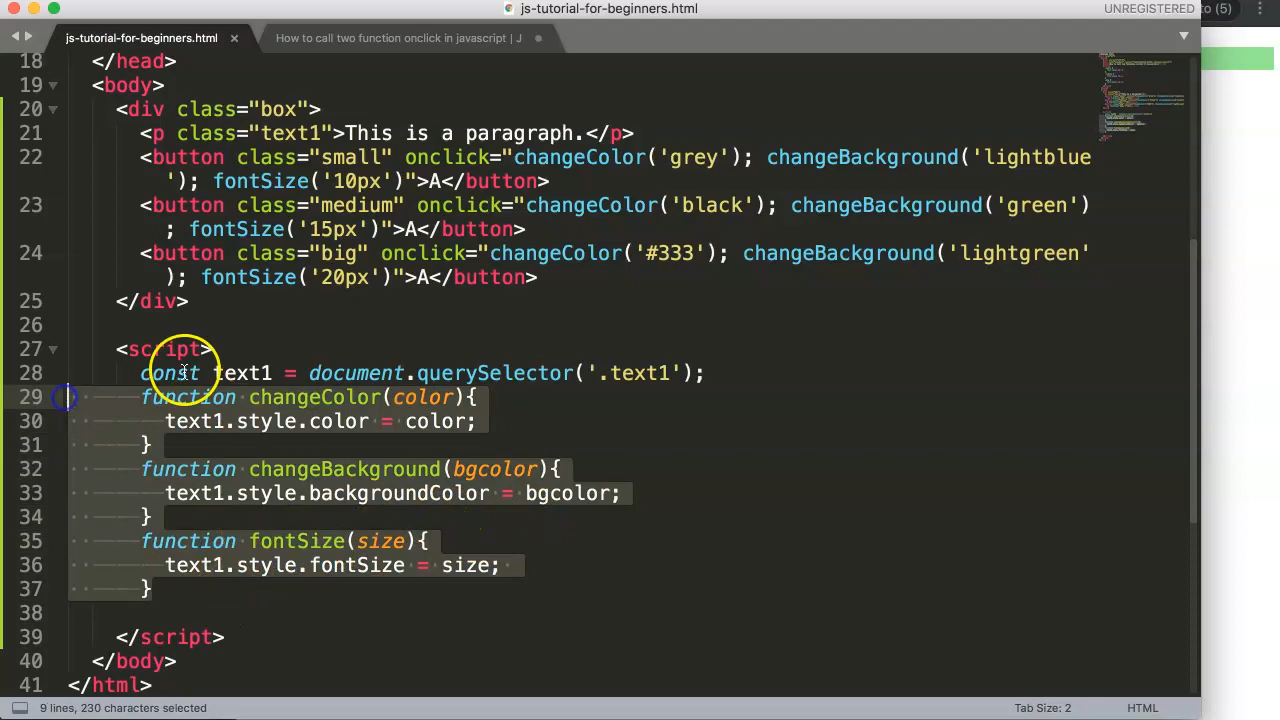 js-tutorial-for-beginners.html
UNREGISTERED
to (5)
js-tutorial-for-beginners.html
How to call two function onclick in javascript | J
18 </head>
19 <body>
20 <div class="box">
21 <p class="text1">This is a paragraph.</p>
22 <button class="small" onclick="changeColor('grey'); changeBackground('lightblue
'); fontSize('10px')">A</button>
23 <button class="medium" onclick="changeColor('black'); changeBackground('green')
; fontSize('15px')">A</button>
24 <button class="big" onclick="changeColor('#333'); changeBackground('lightgreen'
); fontSize('20px')">A</button>
25 </div>
26
27 <script>
28 const text1 = document.querySelector('.text1');
29 function changeColor(color){
30 text1.style.color = color;
31 }
32 function changeBackground(bgcolor){
33 text1.style.backgroundColor = bgcolor;
34 }
35 function fontSize(size){
36 text1.style.fontSize = size;
37 }
38
39 </script>
40 </body>
41 </html>
9 lines, 230 characters selected
Tab Size: 2
HTML